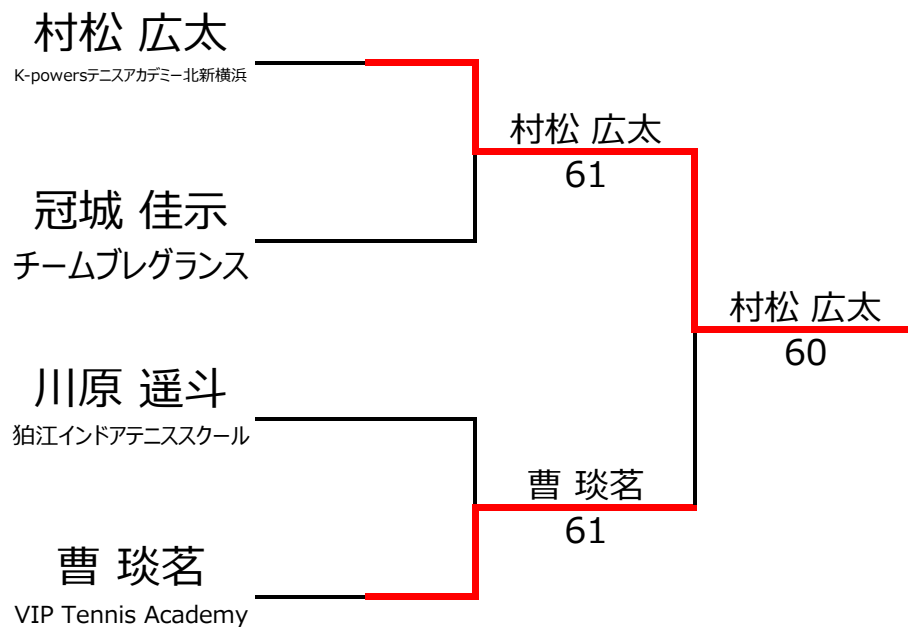 村松 広太
K-powersテニスアカデミー北新横浜
村松 広太
61
冠城 佳示
チームブレグランス
村松 広太
60
川原 遥斗
狛江インドアテニススクール
曹 琰茗
61
曹 琰茗
VIP Tennis Academy